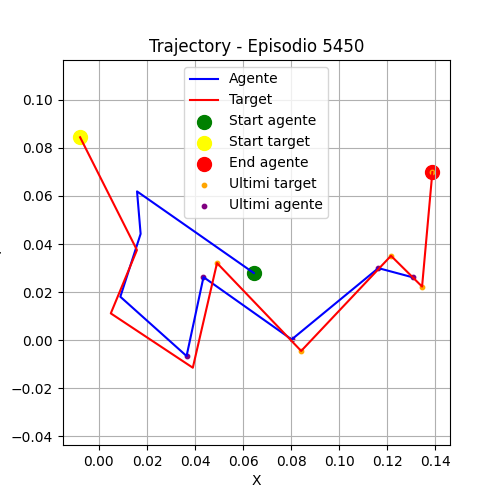 Trajectory - Episodio 5450
Agente
Target
Start agente
Start target
End agente
Ultimi target
Ultimi agente
0.10
0.08
0.06
0.04
0.02
0.00
−0.02
−0.04
0.00 0.02 0.04 0.06 0.08 0.10 0.12 0.14
X